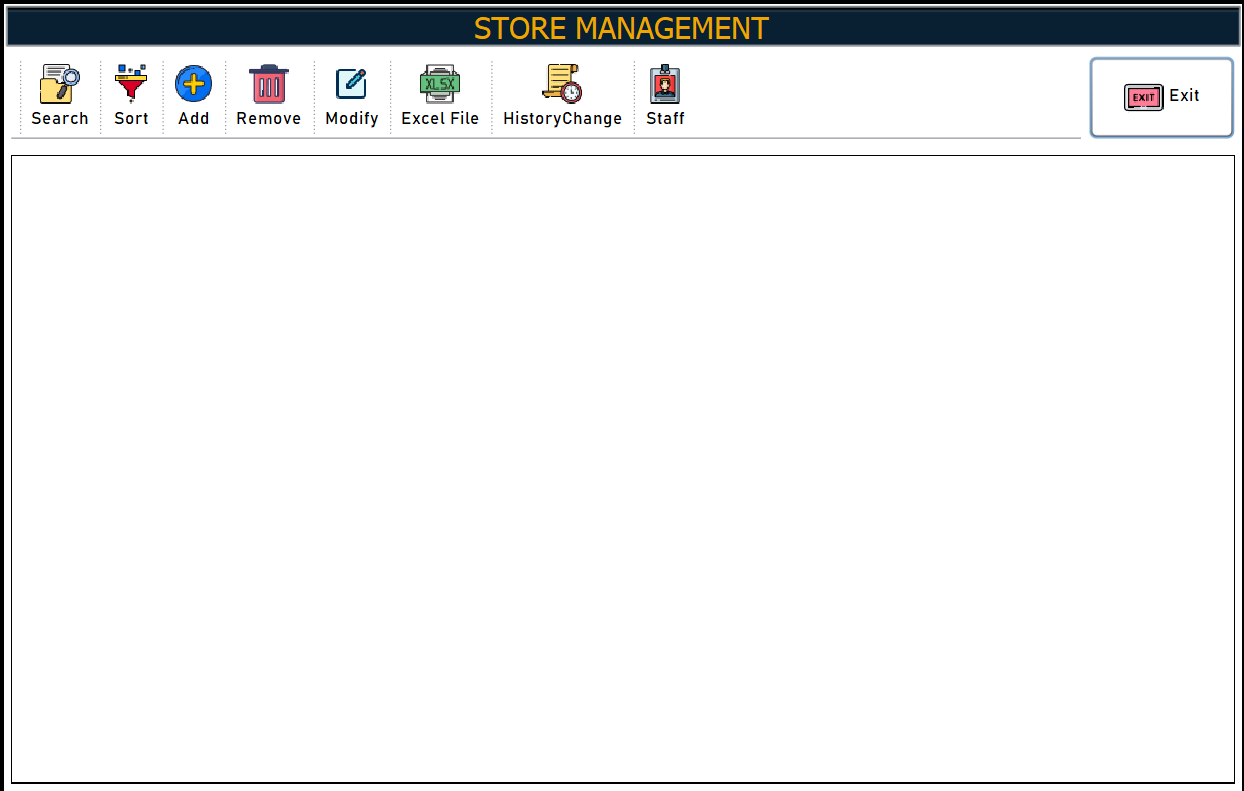 STORE MANAGEMENT
Search Sort Add Remove Modify XLSX Excel File HistoryChange Staff
EXIT Exit